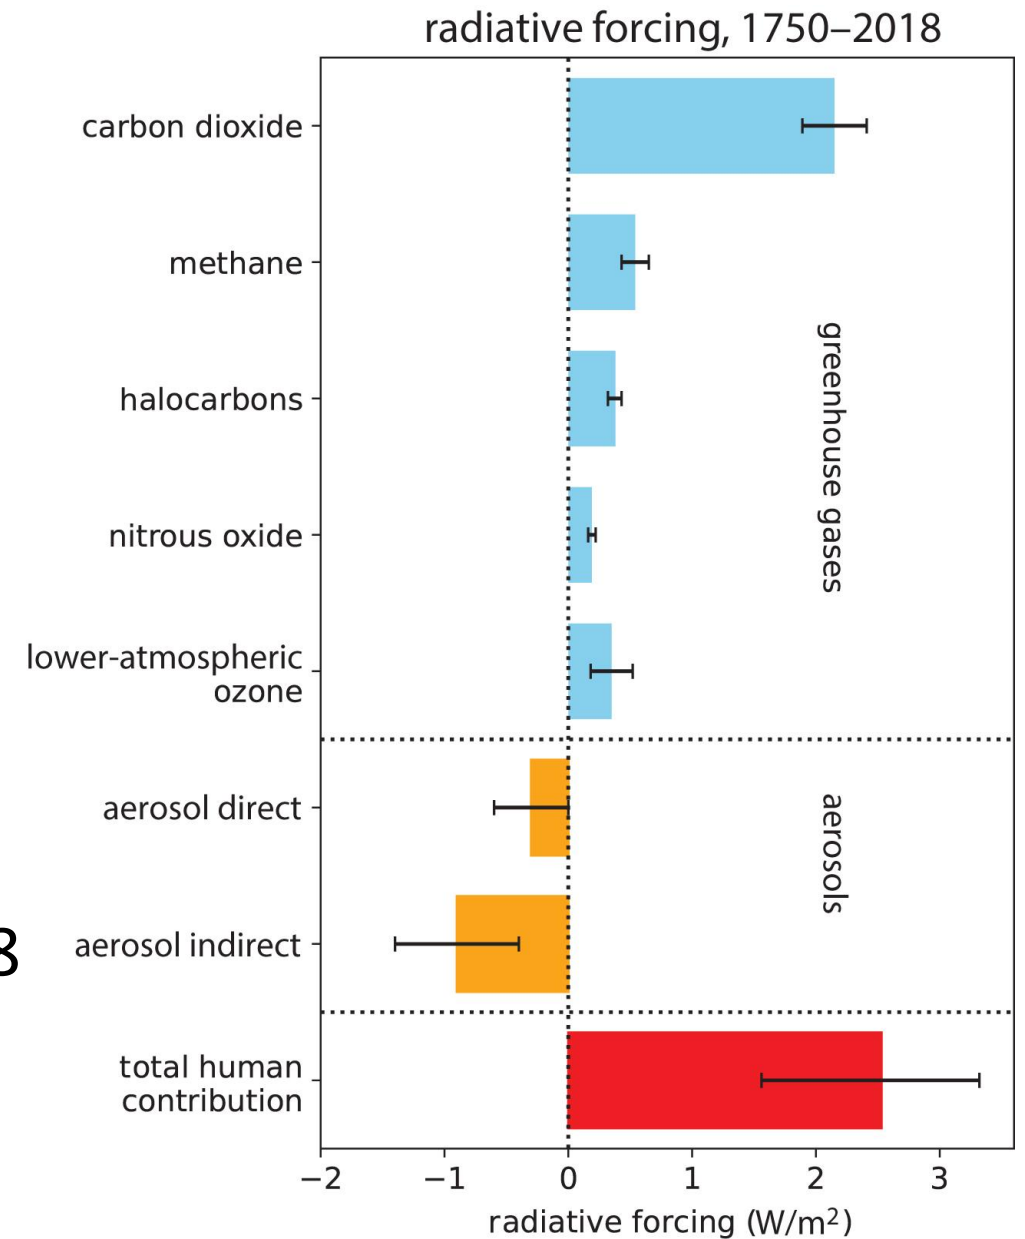 radiative forcing, 1750–2018
carbon dioxide
methane
halocarbons
nitrous oxide
lower-atmospheric
ozone
greenhouse gases
aerosol direct
aerosol indirect
aerosols
8
total human
contribution
−2 −1 0 1 2 3
radiative forcing (W/m²)